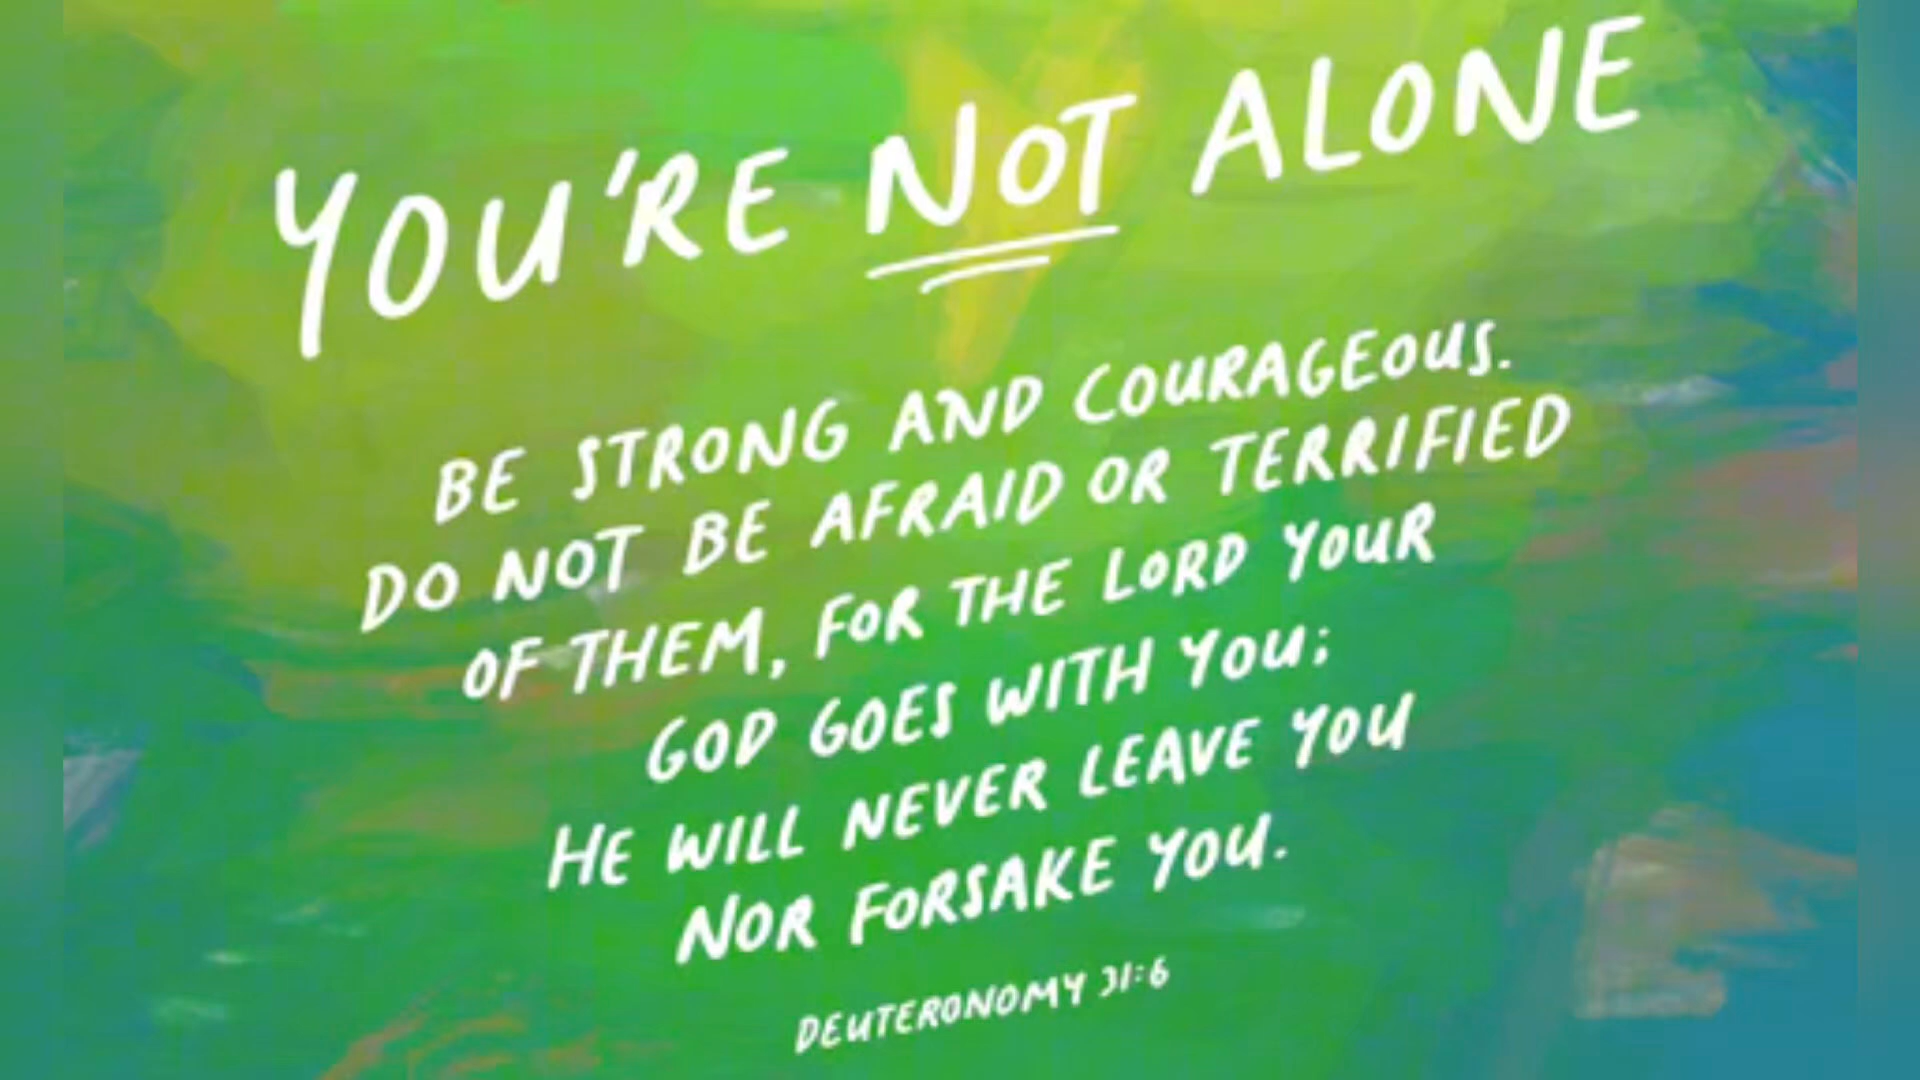 YOU'RE NOT ALONE
BE STRONG AND COURAGEOUS.
DO NOT BE AFRAID OR TERRIFIED
OF THEM, FOR THE LORD YOUR
GOD GOES WITH YOU;
HE WILL NEVER LEAVE YOU
NOR FORSAKE YOU.
DEUTERONOMY 31:6